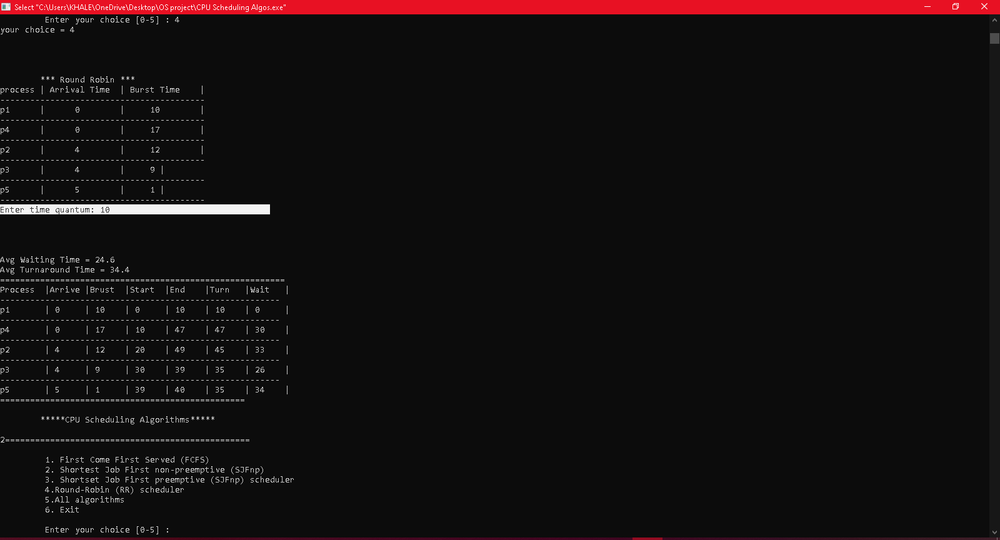 Select "C:\Users\KHALE\OneDrive\Desktop\OS project\CPU Scheduling Algos.exe"
Enter your choice [0-5] : 4
your choice = 4
*** Round Robin ***
process | Arrival Time | Burst Time |
-----------------------------------------
p1 | 0 | 10 |
-----------------------------------------
p4 | 0 | 17 |
-----------------------------------------
p2 | 4 | 12 |
-----------------------------------------
p3 | 4 | 9 |
-----------------------------------------
p5 | 5 | 1 |
-----------------------------------------
Enter time quantum: 10
Avg Waiting Time = 24.6
Avg Turnaround Time = 34.4
=========================================================
Process |Arrive |Brust |Start |End |Turn |Wait |
--------------------------------------------------------
p1 | 0 | 10 | 0 | 10 | 10 | 0 |
--------------------------------------------------------
p4 | 0 | 17 | 10 | 47 | 47 | 30 |
--------------------------------------------------------
p2 | 4 | 12 | 20 | 49 | 45 | 33 |
--------------------------------------------------------
p3 | 4 | 9 | 30 | 39 | 35 | 26 |
--------------------------------------------------------
p5 | 5 | 1 | 39 | 40 | 35 | 34 |
=================================================
*****CPU Scheduling Algorithms*****
2=================================================
1. First Come First Served (FCFS)
2. Shortest Job First non-preemptive (SJFnp)
3. Shortset Job First preemptive (SJFnp) scheduler
4.Round-Robin (RR) scheduler
5.All algorithms
6. Exit
Enter your choice [0-5] :